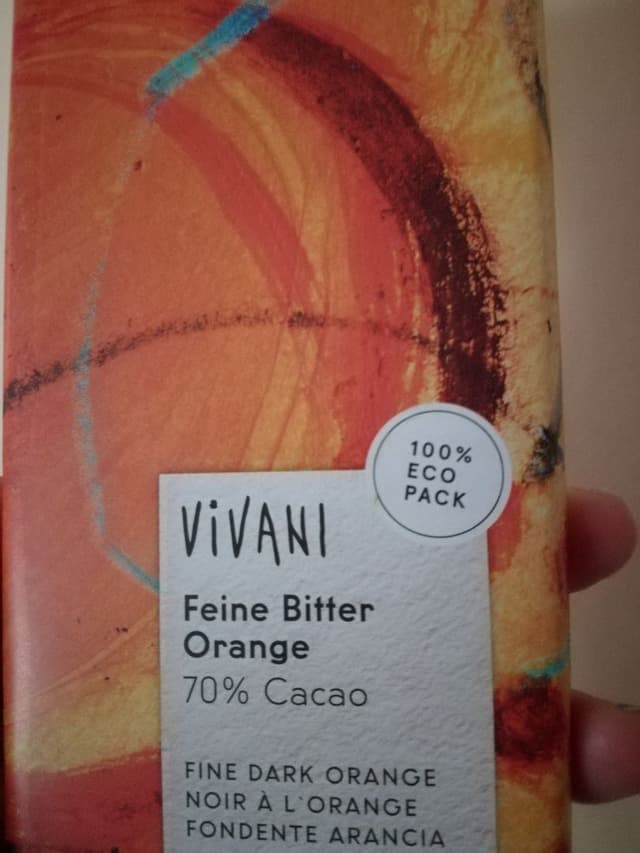 100%
ECO
PACK
ViVANI
Feine Bitter
Orange
70% Cacao
FINE DARK ORANGE
NOIR À L'ORANGE
FONDENTE ARANCIA